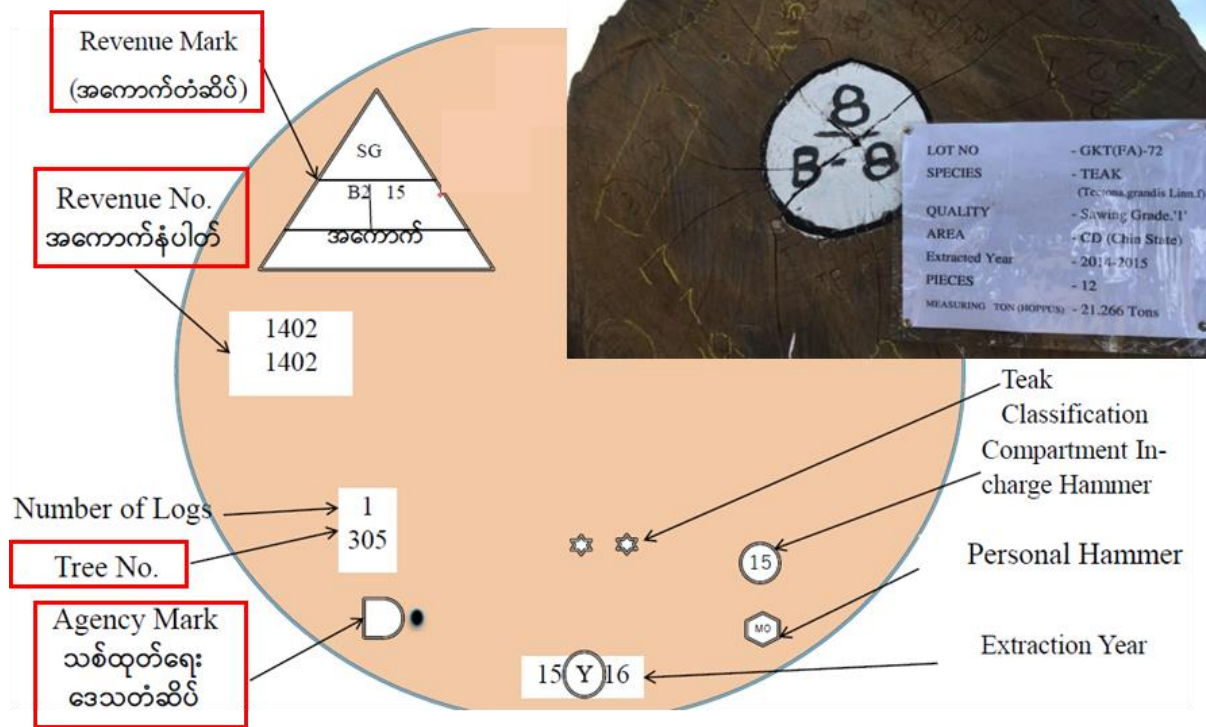 Revenue Mark
(အကောက်တံဆိပ်)
SG
B2 15
အကောက်
Revenue No.
အကောက်နံပါတ်
1402
1402
8
B-8
LOT NO - GKT(FA)-72
SPECIES - TEAK
(Tectona.grandis Linn.f)
QUALITY - Sawing Grade.'I'
AREA - CD (Chin State)
Extracted Year - 2014-2015
PIECES - 12
MEASURING TON (HOPPUS) - 21.266 Tons
Teak
Classification
Compartment In-
charge Hammer
Number of Logs
1
305
Tree No.
15
Personal Hammer
MO
Agency Mark
သစ်ထုတ်ရေး
ဒေသတံဆိပ်
Extraction Year
15 Y 16